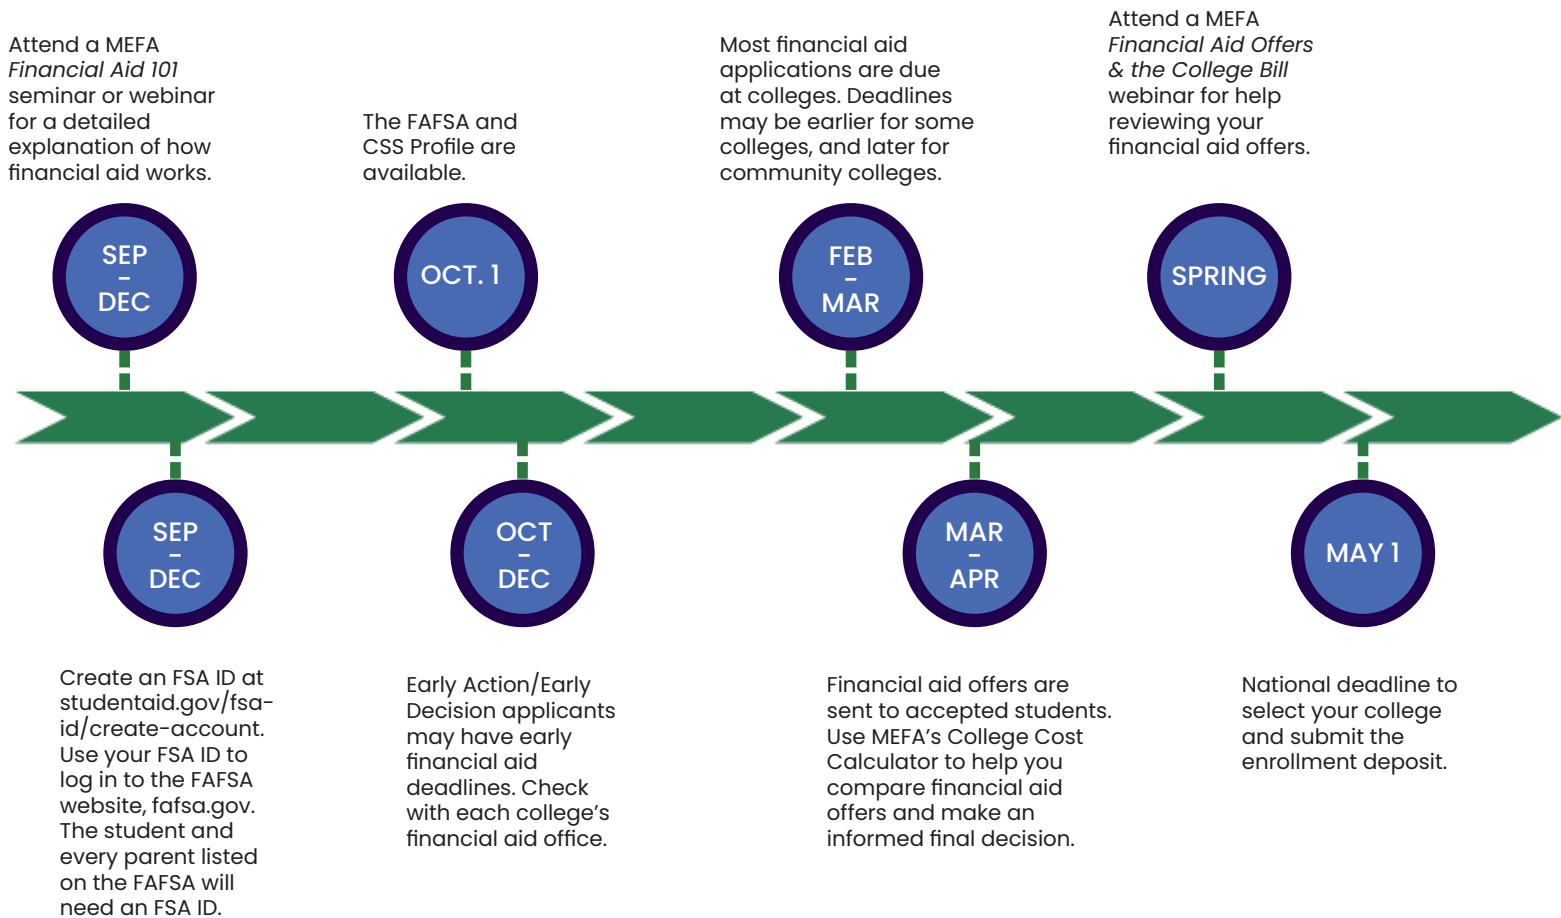 Attend a MEFA
Financial Aid 101
seminar or webinar
for a detailed
explanation of how
financial aid works.
The FAFSA and
CSS Profile are
available.
Most financial aid
applications are due
at colleges. Deadlines
may be earlier for some
colleges, and later for
community colleges.
Attend a MEFA
Financial Aid Offers
& the College Bill
webinar for help
reviewing your
financial aid offers.
SEP
–
DEC
OCT. 1
FEB
–
MAR
SPRING
SEP
–
DEC
OCT
–
DEC
MAR
–
APR
MAY 1
Create an FSA ID at
studentaid.gov/fsa-
id/create-account.
Use your FSA ID to
log in to the FAFSA
website, fafsa.gov.
The student and
every parent listed
on the FAFSA will
need an FSA ID.
Early Action/Early
Decision applicants
may have early
financial aid
deadlines. Check
with each college’s
financial aid office.
Financial aid offers are
sent to accepted students.
Use MEFA’s College Cost
Calculator to help you
compare financial aid
offers and make an
informed final decision.
National deadline to
select your college
and submit the
enrollment deposit.